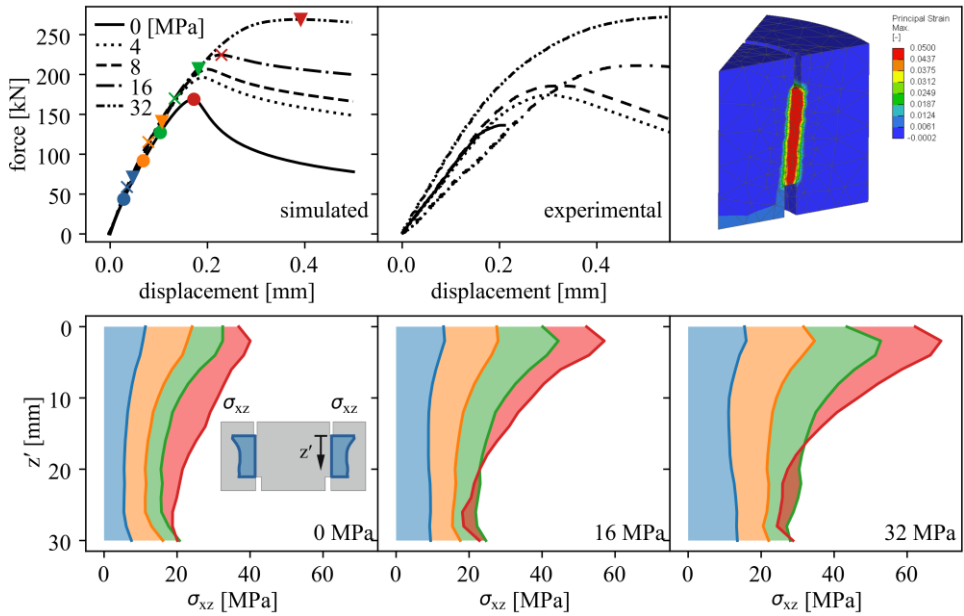 250
200
150
100
50
0
force [kN]
0 [MPa]
4
8
16
32
simulated
0.0
0.2
0.4
displacement [mm]
experimental
0.0
0.2
0.4
displacement [mm]
Principal Strain
Max.
[-]
0.0500
0.0437
0.0375
0.0312
0.0249
0.0187
0.0124
0.0061
-0.0002
0
10
20
30
z' [mm]
σxz
σxz
z'
0 MPa
0
20
40
60
σxz [MPa]
16 MPa
0
20
40
60
σxz [MPa]
32 MPa
0
20
40
60
σxz [MPa]